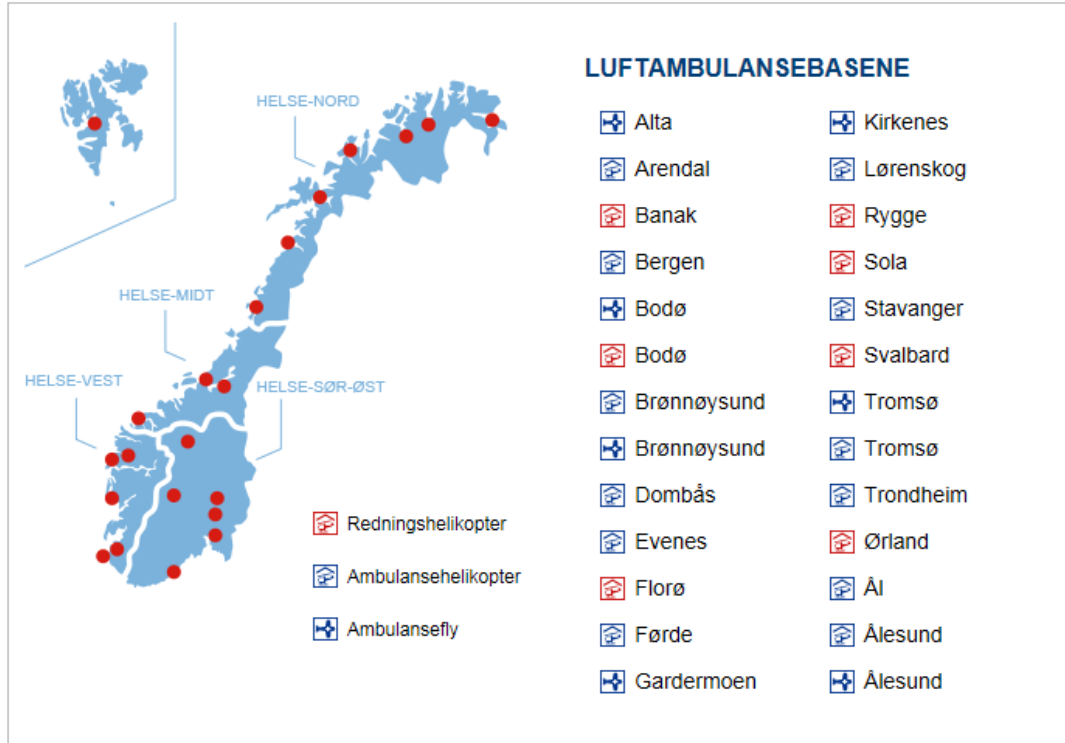 HELSE-NORD
HELSE-MIDT
HELSE-VEST
HELSE-SØR-ØST
Redningshelikopter
Ambulansehelikopter
Ambulansefly
LUFTAMBULANSEBASENE
Alta
Arendal
Banak
Bergen
Bodø
Bodø
Brønnøysund
Brønnøysund
Dombås
Evenes
Florø
Førde
Gardermoen
Kirkenes
Lørenskog
Rygge
Sola
Stavanger
Svalbard
Tromsø
Tromsø
Trondheim
Ørland
Ål
Ålesund
Ålesund